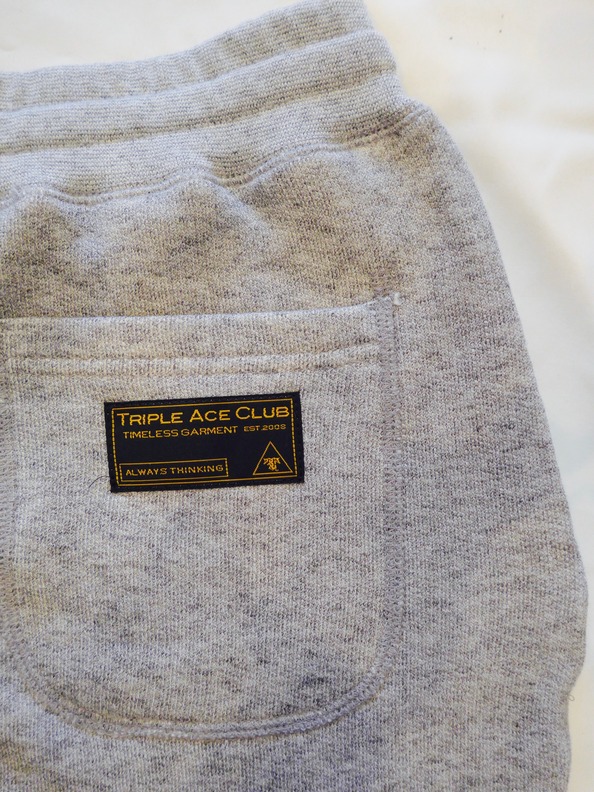 TRIPLE ACE CLUB
TIMELESS GARMENT EST.2008
ALWAYS THINKING